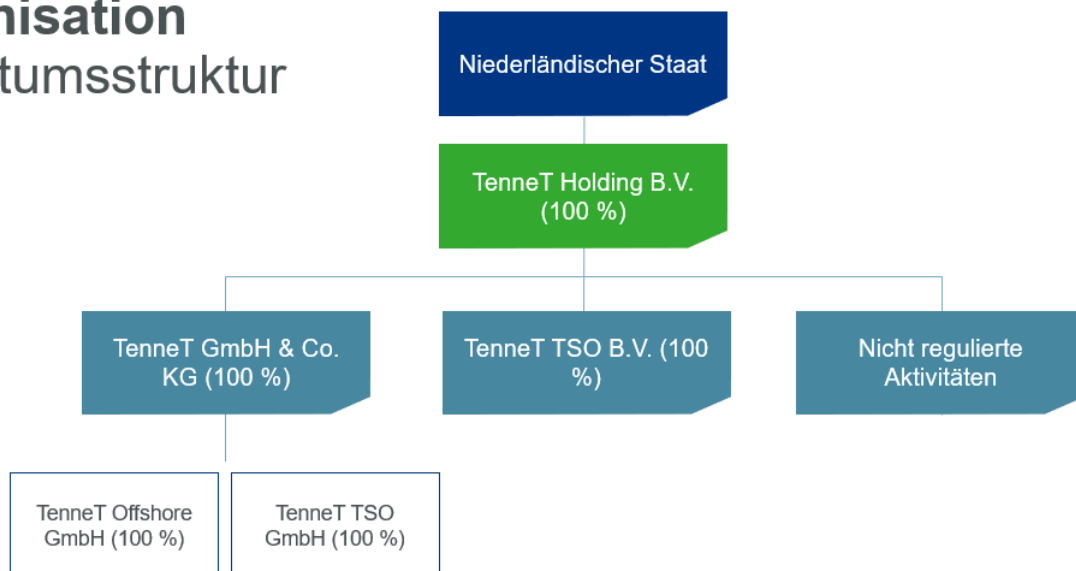 nisation
tumsstruktur
Niederländischer Staat
TenneT Holding B.V.
(100 %)
TenneT GmbH & Co.
KG (100 %)
TenneT TSO B.V. (100
%)
Nicht regulierte
Aktivitäten
TenneT Offshore
GmbH (100 %)
TenneT TSO
GmbH (100 %)